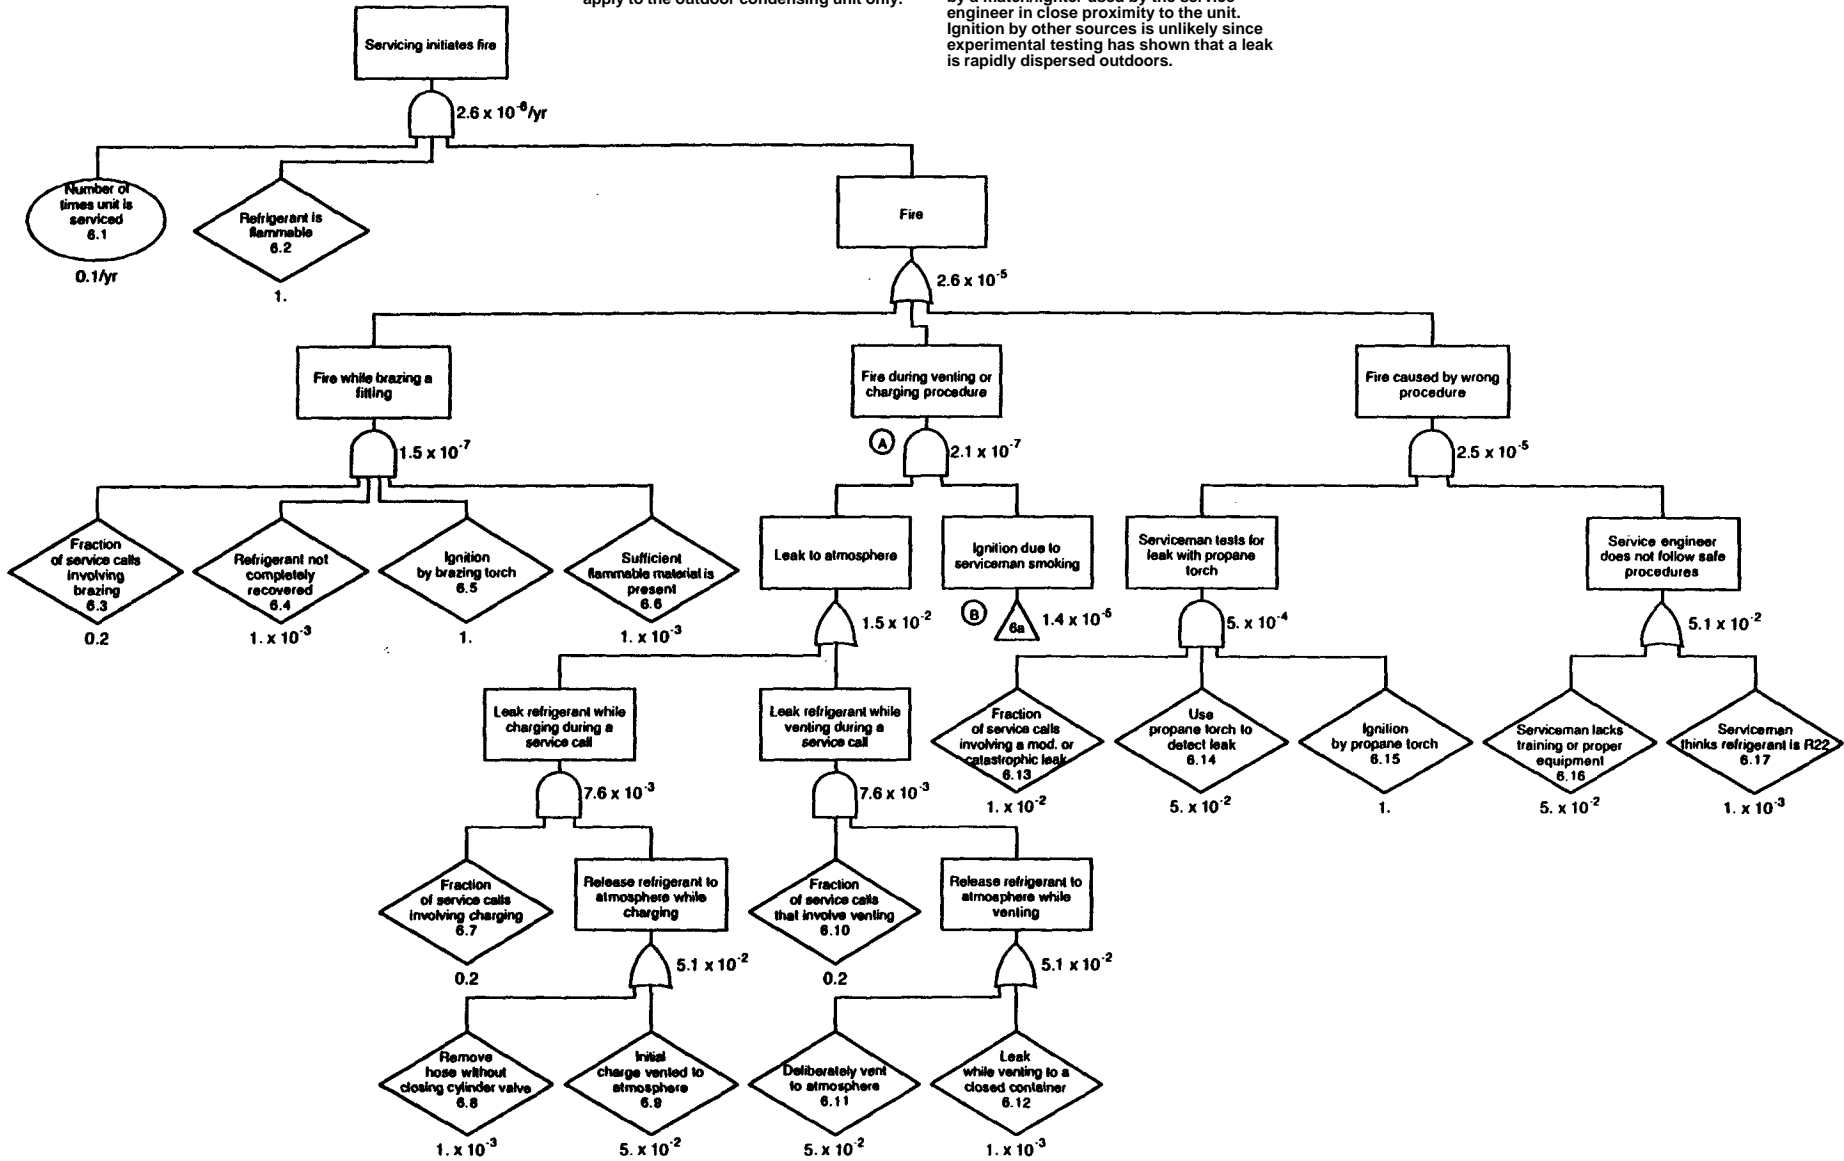 apply to the outdoor condensing unit only.
by a match/lighter used by the service
engineer in close proximity to the unit.
Ignition by other sources is unlikely since
experimental testing has shown that a leak
is rapidly dispersed outdoors.
Servicing initiates fire
2.6 x 10⁻⁶/yr
Number of
times unit is
serviced
6.1
0.1/yr
Refrigerant is
flammable
6.2
1.
Fire
2.6 x 10⁻⁵
Fire while brazing a
fitting
1.5 x 10⁻⁷
Fire during venting or
charging procedure
A
2.1 x 10⁻⁷
Fire caused by wrong
procedure
2.5 x 10⁻⁵
Fraction
of service calls
involving
brazing
6.3
0.2
Refrigerant not
completely
recovered
6.4
1. x 10⁻³
Ignition
by brazing torch
6.5
1.
Sufficient
flammable material is
present
6.6
1. x 10⁻³
Leak to atmosphere
1.5 x 10⁻²
Ignition due to
serviceman smoking
B
6a
1.4 x 10⁻⁵
Serviceman tests for
leak with propane
torch
5. x 10⁻⁴
Service engineer
does not follow safe
procedures
5.1 x 10⁻²
Leak refrigerant while
charging during a
service call
7.6 x 10⁻³
Leak refrigerant while
venting during a
service call
7.6 x 10⁻³
Fraction
of service calls
involving a mod. or
catastrophic leak
6.13
1. x 10⁻²
Use
propane torch to
detect leak
6.14
5. x 10⁻²
Ignition
by propane torch
6.15
1.
Serviceman lacks
training or proper
equipment
6.16
5. x 10⁻²
Serviceman
thinks refrigerant is R22
6.17
1. x 10⁻³
Fraction
of service calls
involving charging
6.7
0.2
Release refrigerant to
atmosphere while
charging
5.1 x 10⁻²
Fraction
of service calls
that involve venting
6.10
0.2
Release refrigerant to
atmosphere while
venting
5.1 x 10⁻²
Remove
hose without
closing cylinder valve
6.8
1. x 10⁻³
Initial
charge vented to
atmosphere
6.9
5. x 10⁻²
Deliberately vent
to atmosphere
6.11
5. x 10⁻²
Leak
while venting to a
closed container
6.12
1. x 10⁻³